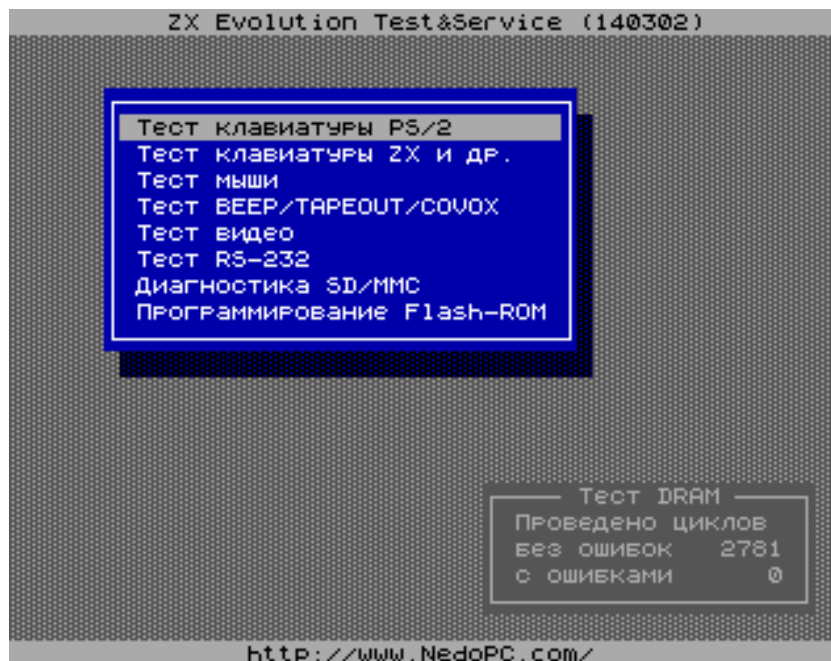 ZX Evolution Test&Service (140302)
Тест клавиатуры PS/2
Тест клавиатуры ZX и др.
Тест мыши
Тест BEEP/TAPEOUT/COVOX
Тест видео
Тест RS-232
Диагностика SD/MMC
Программирование Flash-ROM
Тест DRAM
Проведено циклов
без ошибок 2781
с ошибками 0
http://www.NedoPC.com/